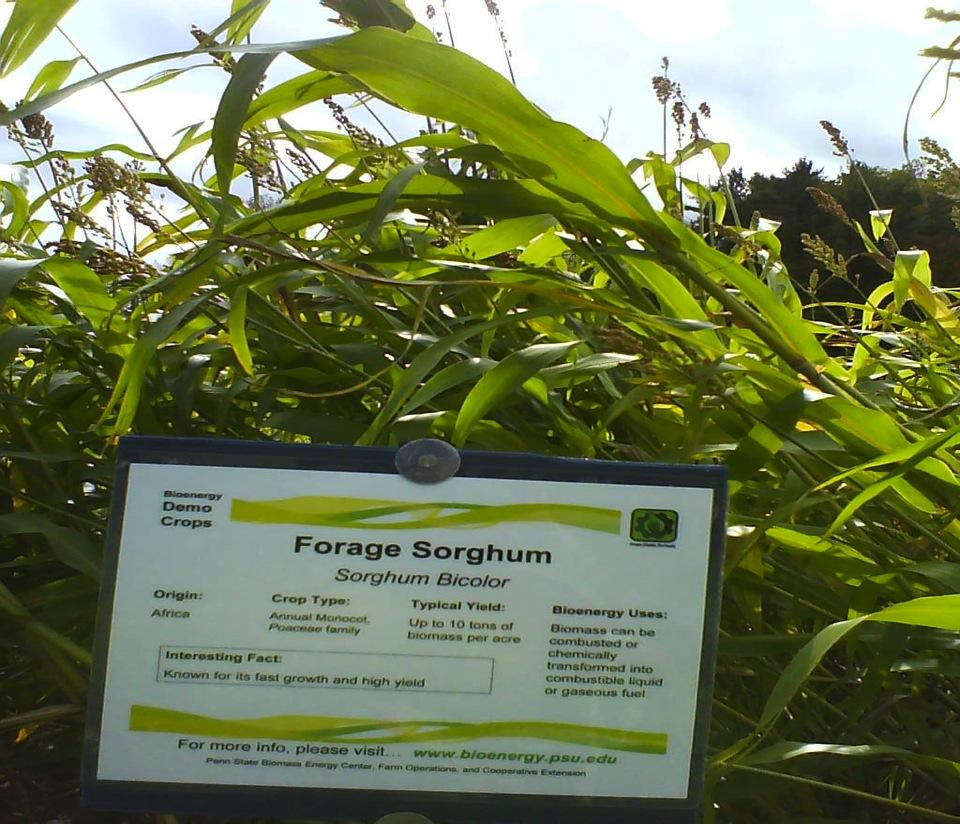 Bioenergy
Demo
Crops
Forage Sorghum
Sorghum Bicolor
Origin:
Africa
Crop Type:
Annual Monocot,
Poaceae family
Typical Yield:
Up to 10 tons of
biomass per acre
Bioenergy Uses:
Biomass can be
combusted or
chemically
transformed into
combustible liquid
or gaseous fuel
Interesting Fact:
Known for its fast growth and high yield
For more info, please visit... www.bioenergy.psu.edu
Penn State Biomass Energy Center, Farm Operations, and Cooperative Extension